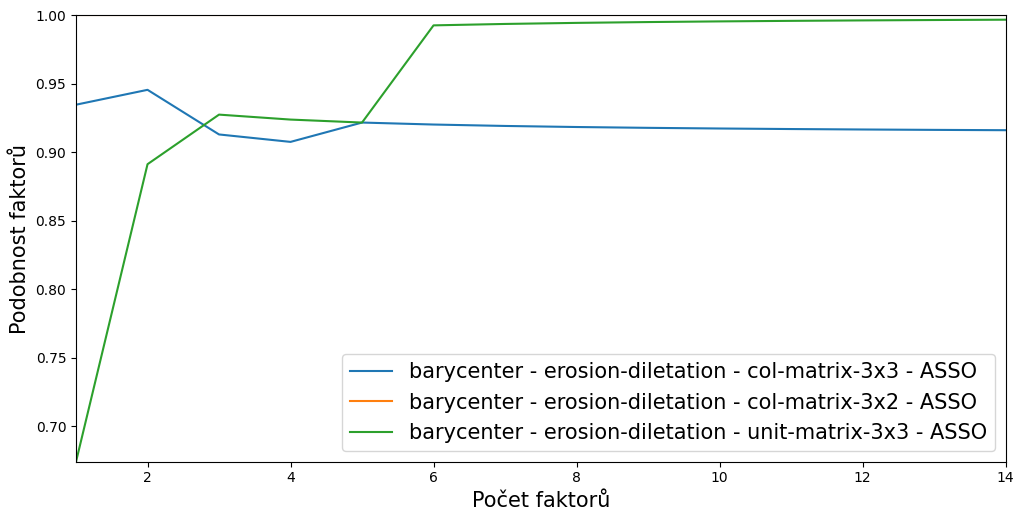 1.00
0.95
0.90
0.85
0.80
0.75
0.70
Podobnost faktorů
barycenter - erosion-diletation - col-matrix-3x3 - ASSO
barycenter - erosion-diletation - col-matrix-3x2 - ASSO
barycenter - erosion-diletation - unit-matrix-3x3 - ASSO
2 4 6 8 10 12 14
Počet faktorů